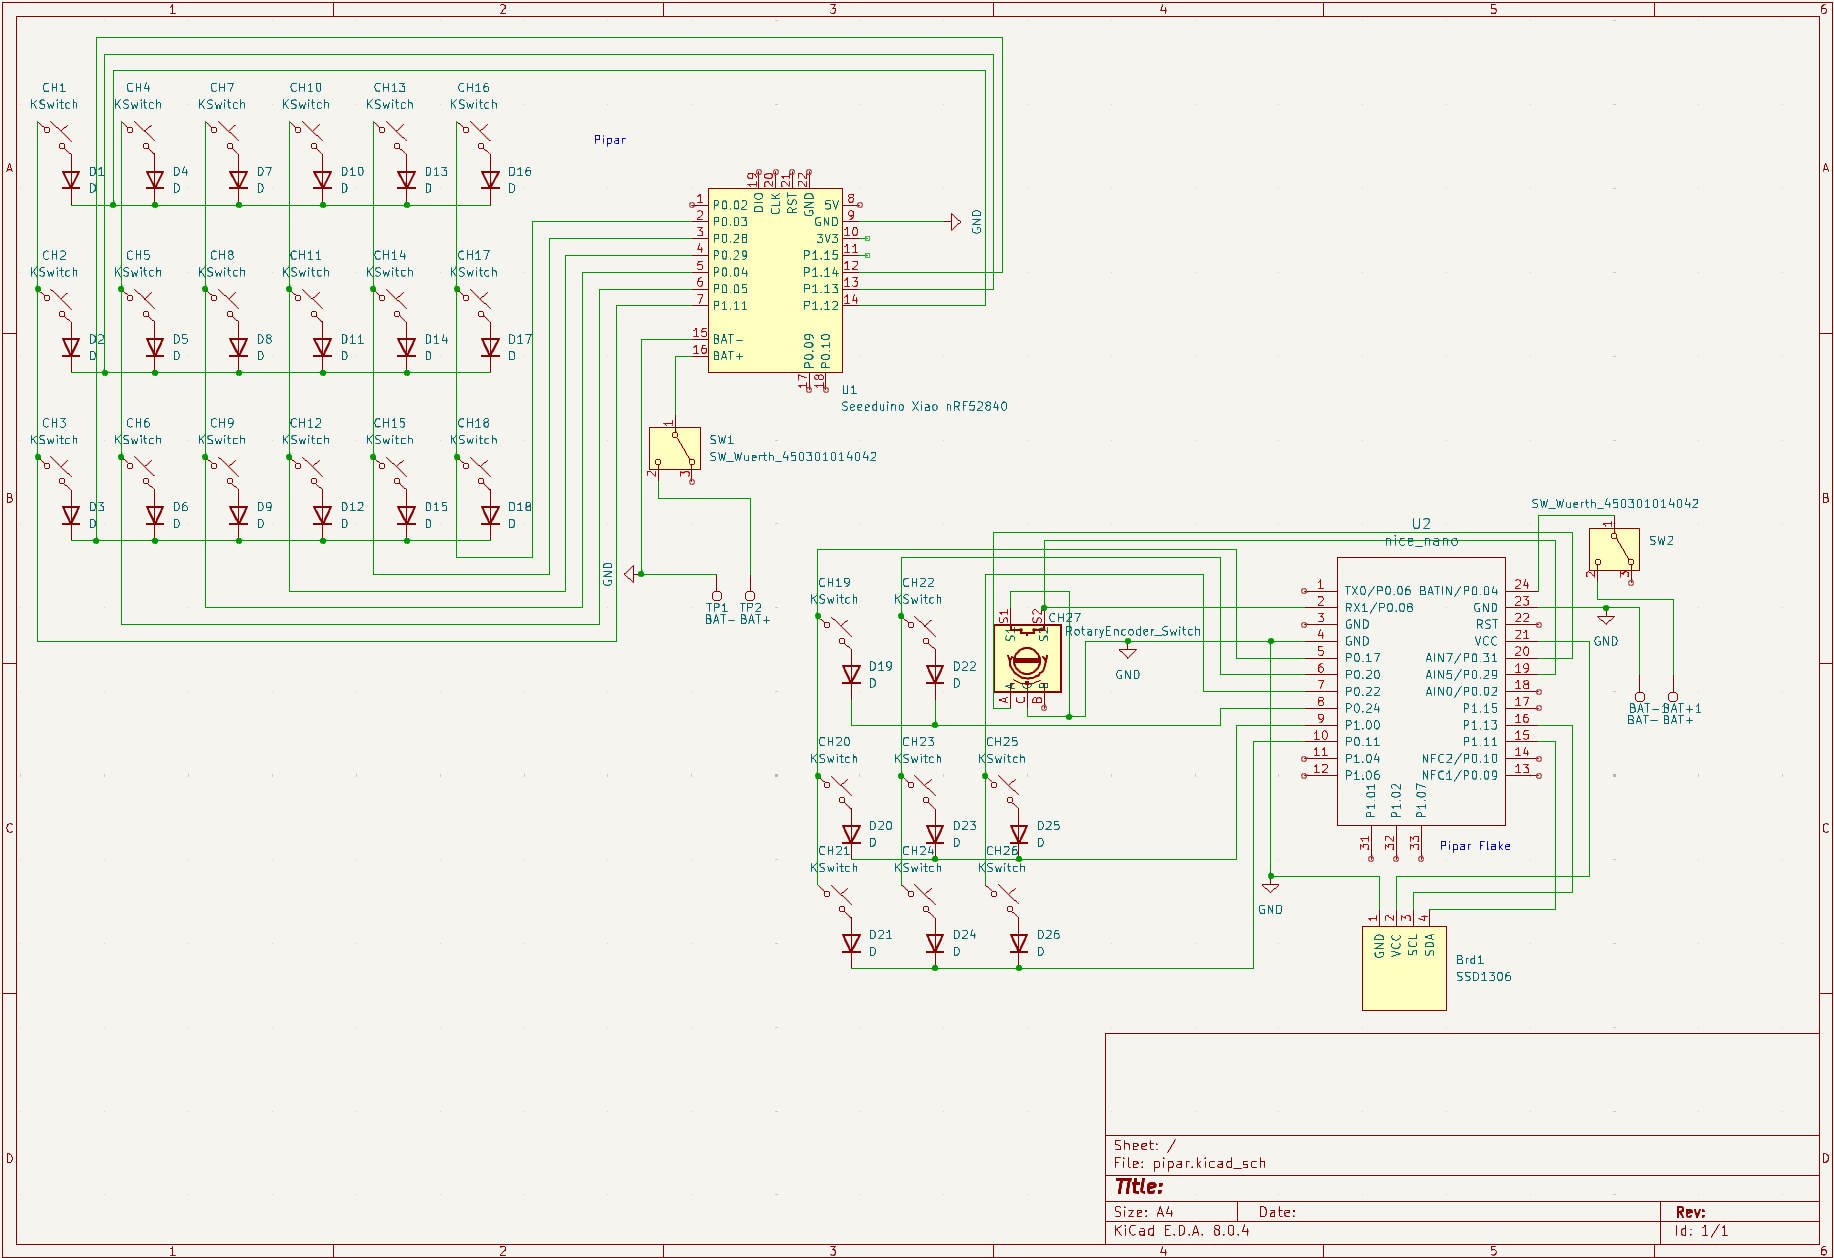 1 2 3 4 5 6
A
B
C
D
CH1 CH4 CH7 CH10 CH13 CH16
KSwitch KSwitch KSwitch KSwitch KSwitch KSwitch
D1 D4 D7 D10 D13 D16
D D D D D D
CH2 CH5 CH8 CH11 CH14 CH17
KSwitch KSwitch KSwitch KSwitch KSwitch KSwitch
D2 D5 D8 D11 D14 D17
D D D D D D
CH3 CH6 CH9 CH12 CH15 CH18
KSwitch KSwitch KSwitch KSwitch KSwitch KSwitch
D3 D6 D9 D12 D15 D18
D D D D D D
Pipar
19 20 21 22
DIO CLK RST GND
1 P0.02 5V 8
2 P0.03 GND 9
3 P0.28 3V3 10
4 P0.29 P1.15 11
5 P0.04 P1.14 12
6 P0.05 P1.13 13
7 P1.11 P1.12 14
15 BAT-
16 BAT+
P0.09 P0.10
17 18
GND
U1
Seeeduino Xiao nRF52840
1
2 3
SW1
SW_Wuerth_450301014042
GND
TP1 TP2
BAT- BAT+
CH19 CH22
KSwitch KSwitch
D19 D22
D D
S1 S2
S1 S2
CH27
RotaryEncoder_Switch
A C B
A C B
GND
CH20 CH23 CH25
KSwitch KSwitch KSwitch
D20 D23 D25
D D D
CH21 CH24 CH26
KSwitch KSwitch KSwitch
D21 D24 D26
D D D
U2
nice_nano
1 TX0/P0.06 BATIN/P0.04 24
2 RX1/P0.08 GND 23
3 GND RST 22
4 GND VCC 21
5 P0.17 AIN7/P0.31 20
6 P0.20 AIN5/P0.29 19
7 P0.22 AIN0/P0.02 18
8 P0.24 P1.15 17
9 P1.00 P1.13 16
10 P0.11 P1.11 15
11 P1.04 NFC2/P0.10 14
12 P1.06 NFC1/P0.09 13
P1.01 P1.02 P1.07
31 32 33
Pipar Flake
SW_Wuerth_450301014042
1
2 3
SW2
GND
BAT-1 BAT+1
BAT- BAT+
GND
1 2 3 4
GND VCC SCL SDA
Brd1
SSD1306
Sheet: /
File: pipar.kicad_sch
Title:
Size: A4 Date: Rev:
KiCad E.D.A. 8.0.4 Id: 1/1
A
B
C
D
1 2 3 4 5 6